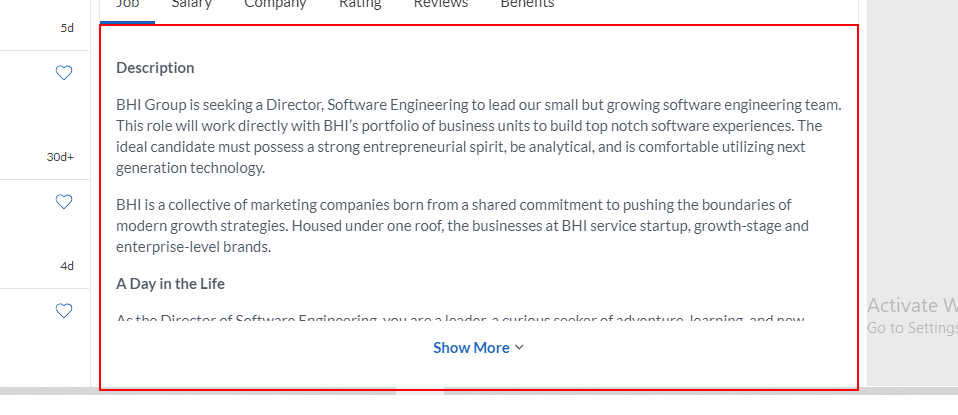 Job Salary Company Rating Reviews Benefits
5d
Description
BHI Group is seeking a Director, Software Engineering to lead our small but growing software engineering team.
This role will work directly with BHI's portfolio of business units to build top notch software experiences. The
ideal candidate must possess a strong entrepreneurial spirit, be analytical, and is comfortable utilizing next
30d+
generation technology.
BHI is a collective of marketing companies born from a shared commitment to pushing the boundaries of
modern growth strategies. Housed under one roof, the businesses at BHI service startup, growth-stage and
enterprise-level brands.
4d
A Day in the Life
As the Director of Software Engineering, you are a leader, a curious seeker of adventure, learning, and new
Show More
Activate W
Go to Settings